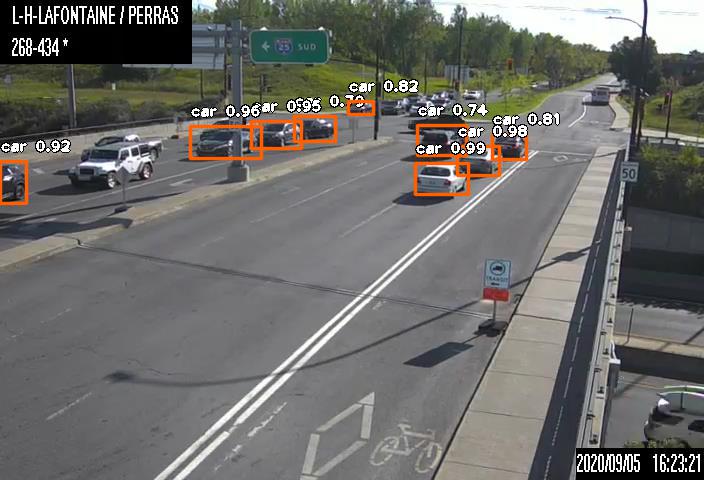 L-H-LAFONTAINE / PERRAS
268-434 *
25 SUD
car 0.82
car 0.96
car 0.95
car 0.74
car 0.81
car 0.98
car 0.92
car 0.99
50
TRANSIT
2020/09/05 16:23:21